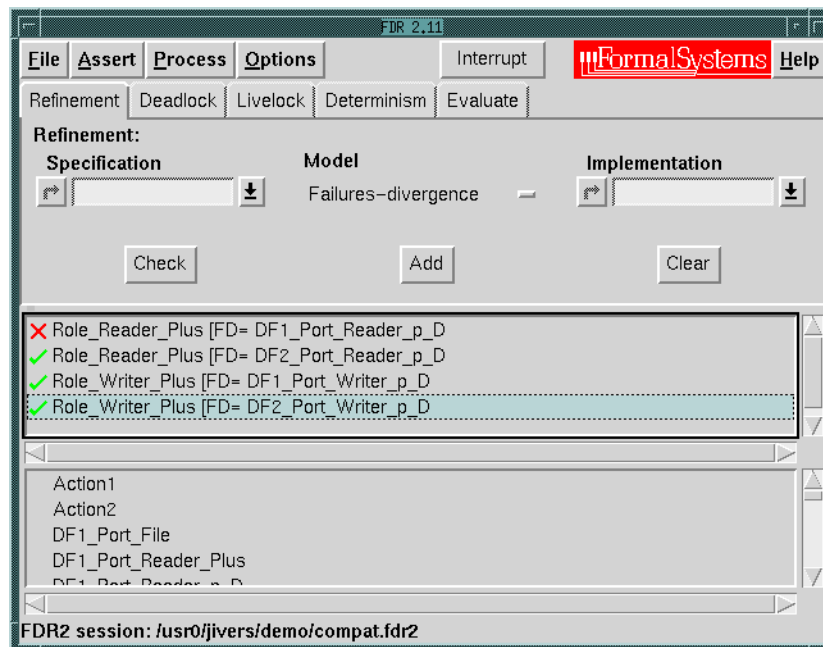 FDR 2.11
File Assert Process Options Interrupt FormalSystems Help
Refinement Deadlock Livelock Determinism Evaluate
Refinement:
Specification Model Implementation
Failures-divergence
Check Add Clear
Role_Reader_Plus [FD= DF1_Port_Reader_p_D
Role_Reader_Plus [FD= DF2_Port_Reader_p_D
Role_Writer_Plus [FD= DF1_Port_Writer_p_D
Role_Writer_Plus [FD= DF2_Port_Writer_p_D
Action1
Action2
DF1_Port_File
DF1_Port_Reader_Plus
DF1_Port_Reader_p_D
FDR2 session: /usr0/jivers/demo/compat.fdr2